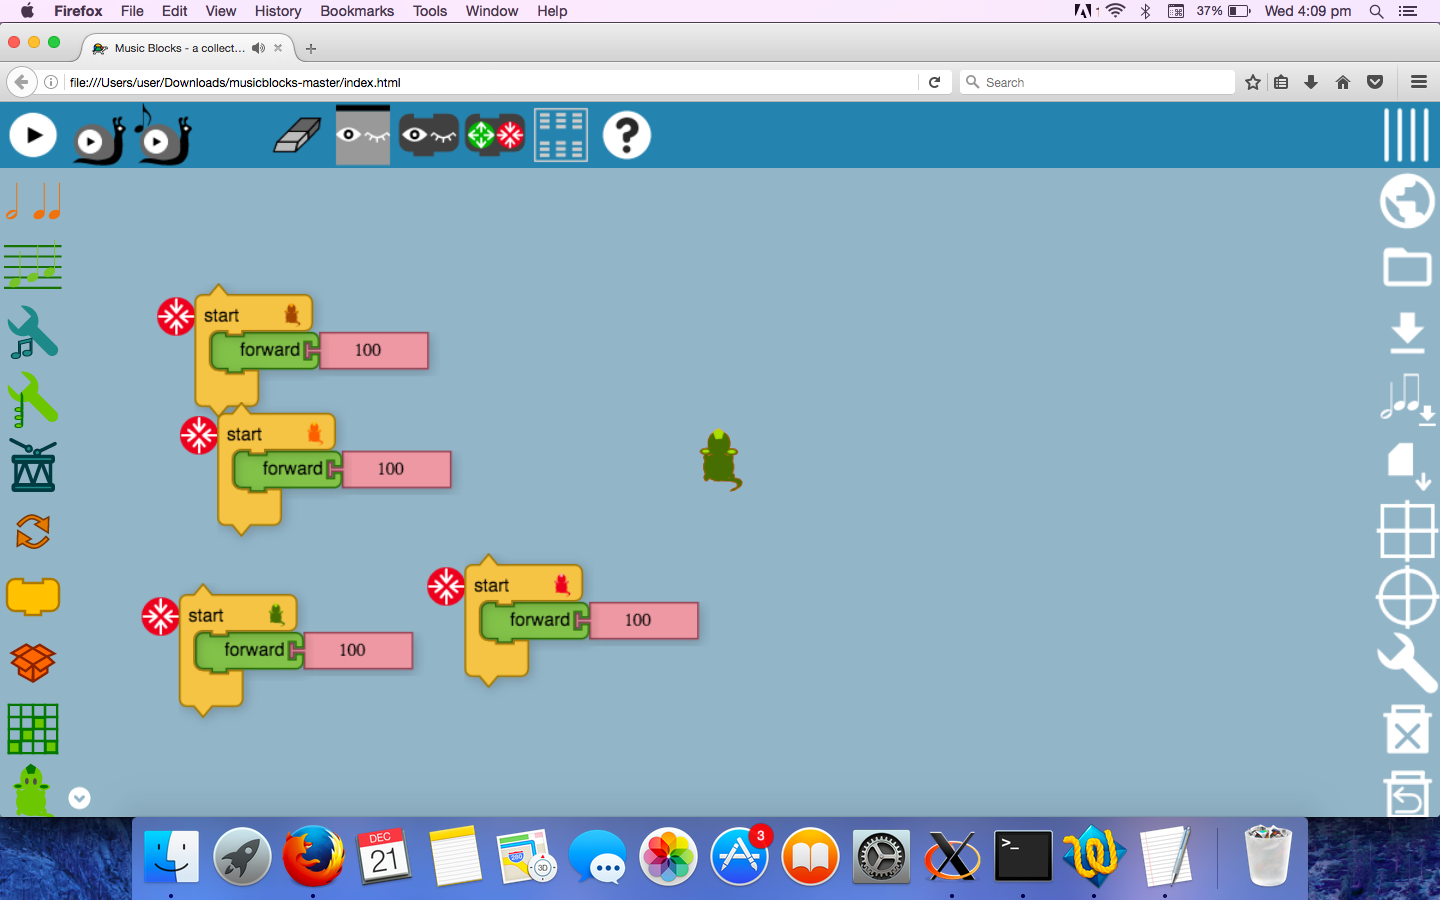 Firefox File Edit View History Bookmarks Tools Window Help 37% Wed 4:09 pm
Music Blocks - a collect...
file:///Users/user/Downloads/musicblocks-master/index.html Search
?
start
forward 100
start
forward 100
start
forward 100
start
forward 100
3
DEC
21
280
3D
>_